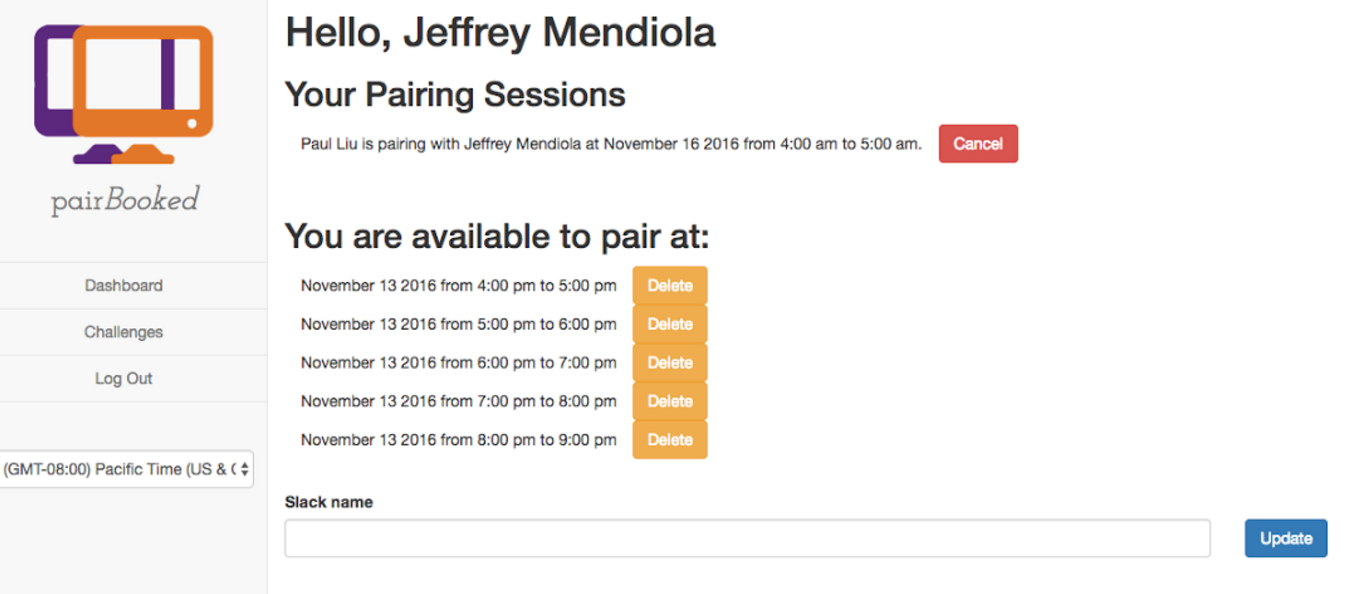 pairBooked
Dashboard
Challenges
Log Out
(GMT-08:00) Pacific Time (US & (
Hello, Jeffrey Mendiola
Your Pairing Sessions
Paul Liu is pairing with Jeffrey Mendiola at November 16 2016 from 4:00 am to 5:00 am. Cancel
You are available to pair at:
November 13 2016 from 4:00 pm to 5:00 pm Delete
November 13 2016 from 5:00 pm to 6:00 pm Delete
November 13 2016 from 6:00 pm to 7:00 pm Delete
November 13 2016 from 7:00 pm to 8:00 pm Delete
November 13 2016 from 8:00 pm to 9:00 pm Delete
Slack name
Update